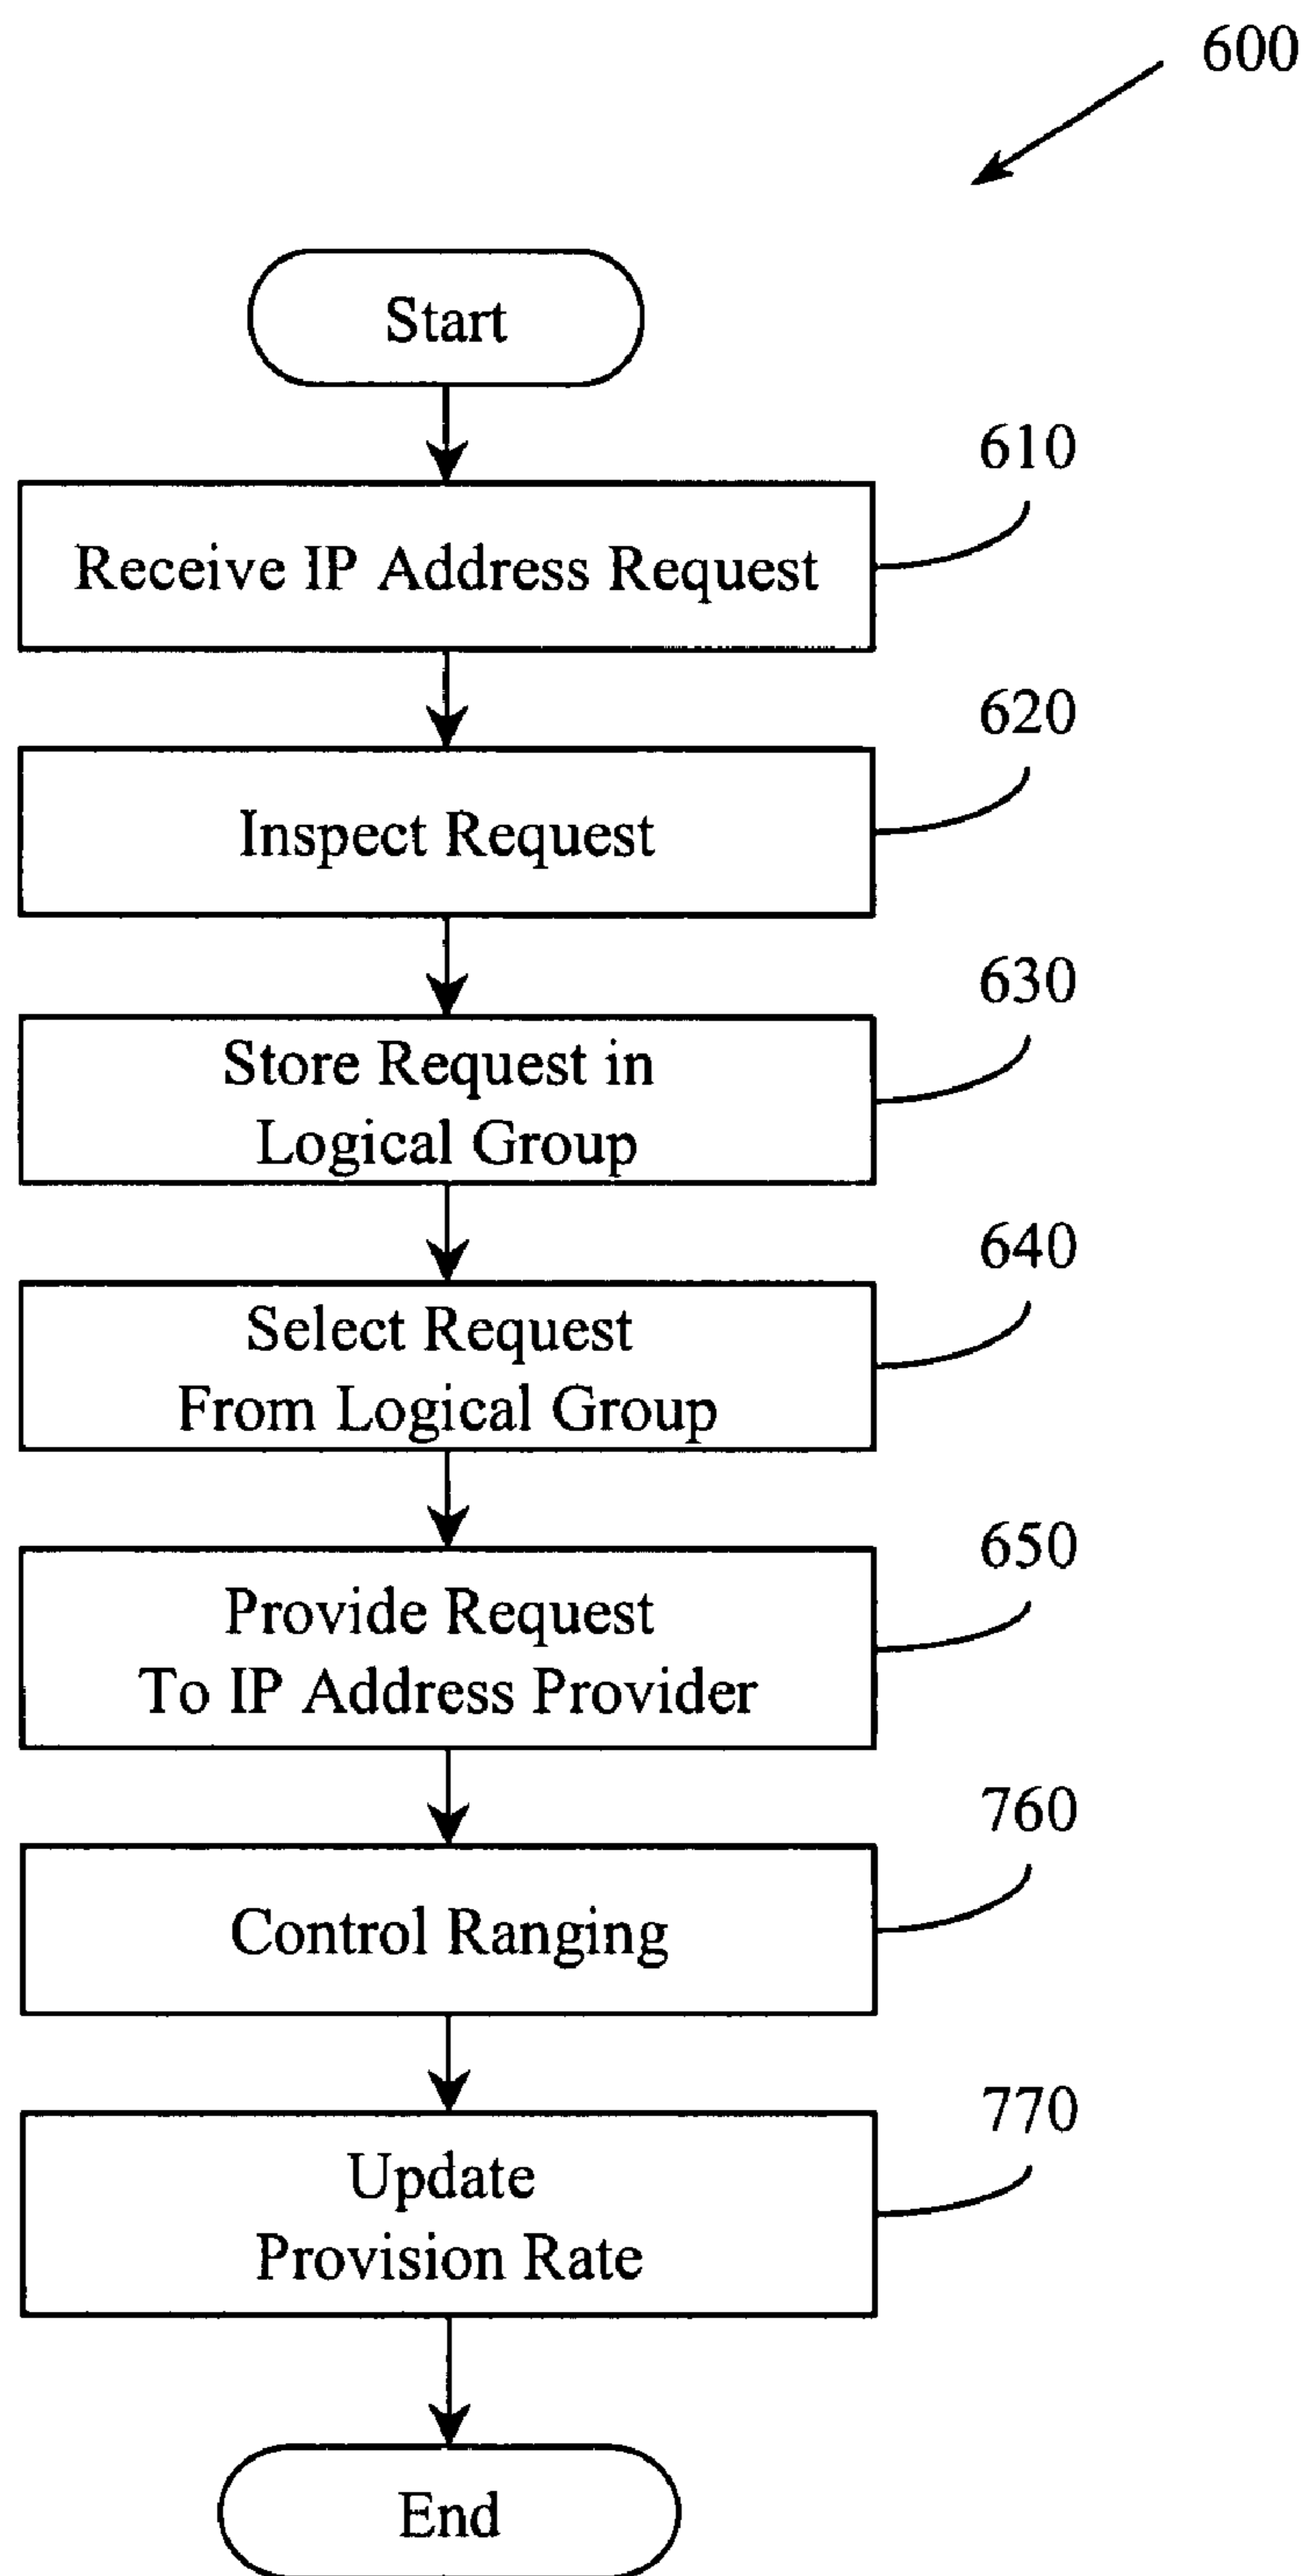 600
Start
610
Receive IP Address Request
620
Inspect Request
630
Store Request in
Logical Group
640
Select Request
From Logical Group
650
Provide Request
To IP Address Provider
760
Control Ranging
770
Update
Provision Rate
End